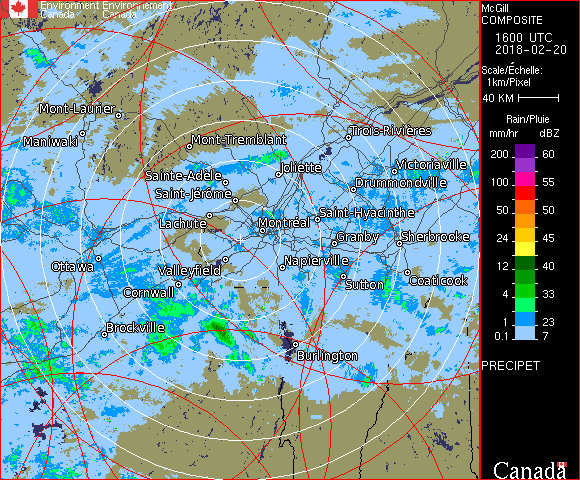 Environment Environnement
Canada Canada
McGill
COMPOSITE
1600 UTC
2018-02-20
Scale/Échelle:
1km/Pixel
40 KM
Rain/Pluie
mm/hr dBZ
200 60
100 55
50 50
24 45
12 40
4 33
1 23
0.1 7
PRECIPET
Canada
Mont-Laurier
Maniwaki
Mont-Tremblant
Trois-Rivières
Joliette
Victoriaville
Sainte-Adèle
Drummondville
Saint-Jérôme
Saint-Hyacinthe
Lachute
Montréal
Granby
Sherbrooke
Ottawa
Valleyfield
Napierville
Coaticook
Sutton
Cornwall
Brockville
Burlington